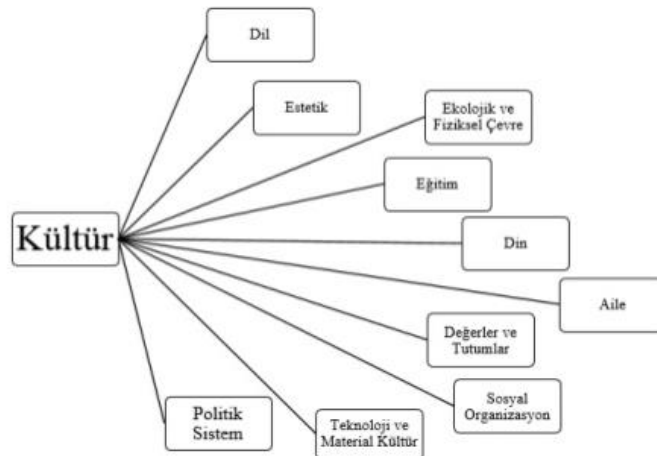 Dil
Estetik
Ekolojik ve
Fiziksel Çevre
Eğitim
Kültür
Din
Aile
Değerler ve
Tutumlar
Sosyal
Organizasyon
Politik
Sistem
Teknoloji ve
Material Kültür